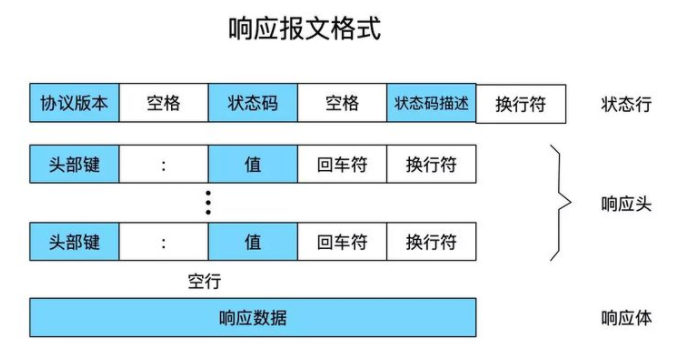 响应报文格式
协议版本 空格 状态码 空格 状态码描述 换行符 状态行
头部键 : 值 回车符 换行符
响应头
头部键 : 值 回车符 换行符
空行
响应数据 响应体